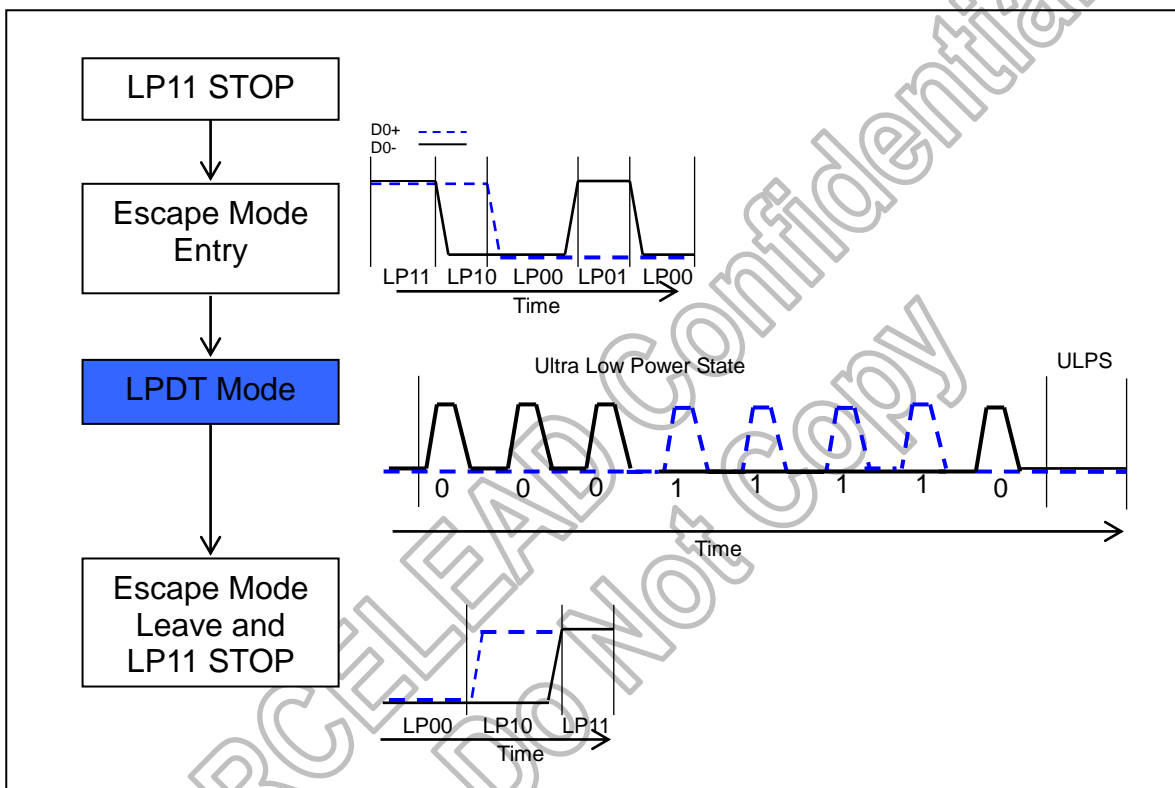 LP11 STOP
D0+
D0-
Escape Mode
Entry
LP11 LP10 LP00 LP01 LP00
Time
LPDT Mode
Ultra Low Power State
ULPS
0 0 0 1 1 1 1 0
Time
Escape Mode
Leave and
LP11 STOP
LP00 LP10 LP11
Time
RCELEAD Confidential
Do Not Copy